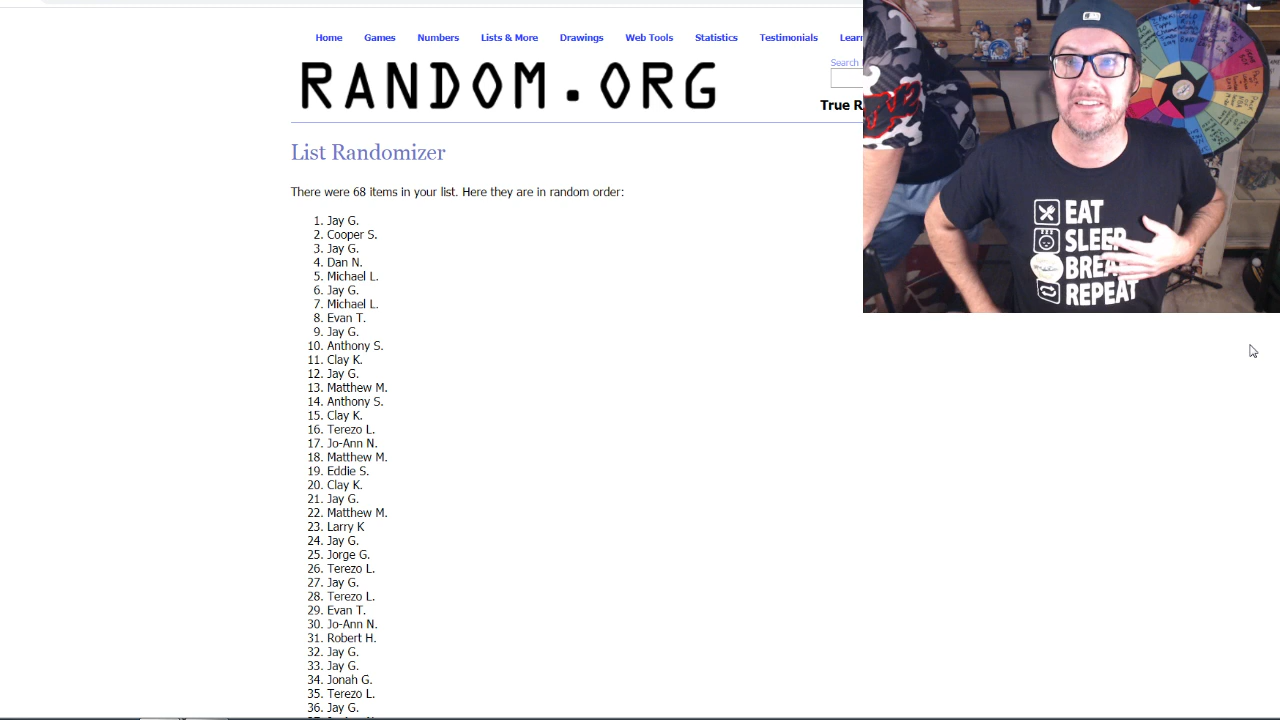 Home Games Numbers Lists & More Drawings Web Tools Statistics Testimonials Learn
RANDOM.ORG
Search
True R
List Randomizer
There were 68 items in your list. Here they are in random order:
1. Jay G.
2. Cooper S.
3. Jay G.
4. Dan N.
5. Michael L.
6. Jay G.
7. Michael L.
8. Evan T.
9. Jay G.
10. Anthony S.
11. Clay K.
12. Jay G.
13. Matthew M.
14. Anthony S.
15. Clay K.
16. Terezo L.
17. Jo-Ann N.
18. Matthew M.
19. Eddie S.
20. Clay K.
21. Jay G.
22. Matthew M.
23. Larry K
24. Jay G.
25. Jorge G.
26. Terezo L.
27. Jay G.
28. Terezo L.
29. Evan T.
30. Jo-Ann N.
31. Robert H.
32. Jay G.
33. Jay G.
34. Jonah G.
35. Terezo L.
36. Jay G.
EAT
SLEEP
BREA
REPEAT